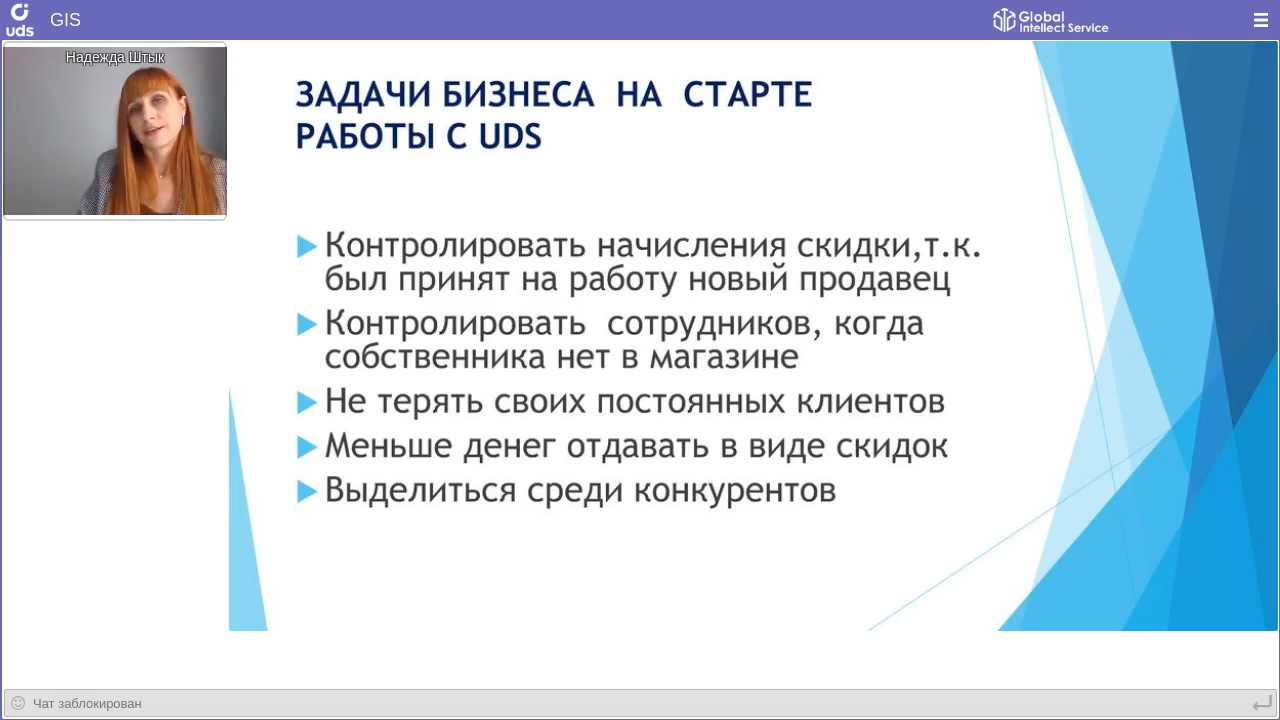 uds
GIS
Global
Intellect Service
Надежда Штык
ЗАДАЧИ БИЗНЕСА НА СТАРТЕ
РАБОТЫ С UDS
Контролировать начисления скидки,т.к.
был принят на работу новый продавец
Контролировать сотрудников, когда
собственника нет в магазине
Не терять своих постоянных клиентов
Меньше денег отдавать в виде скидок
Выделиться среди конкурентов
Чат заблокирован